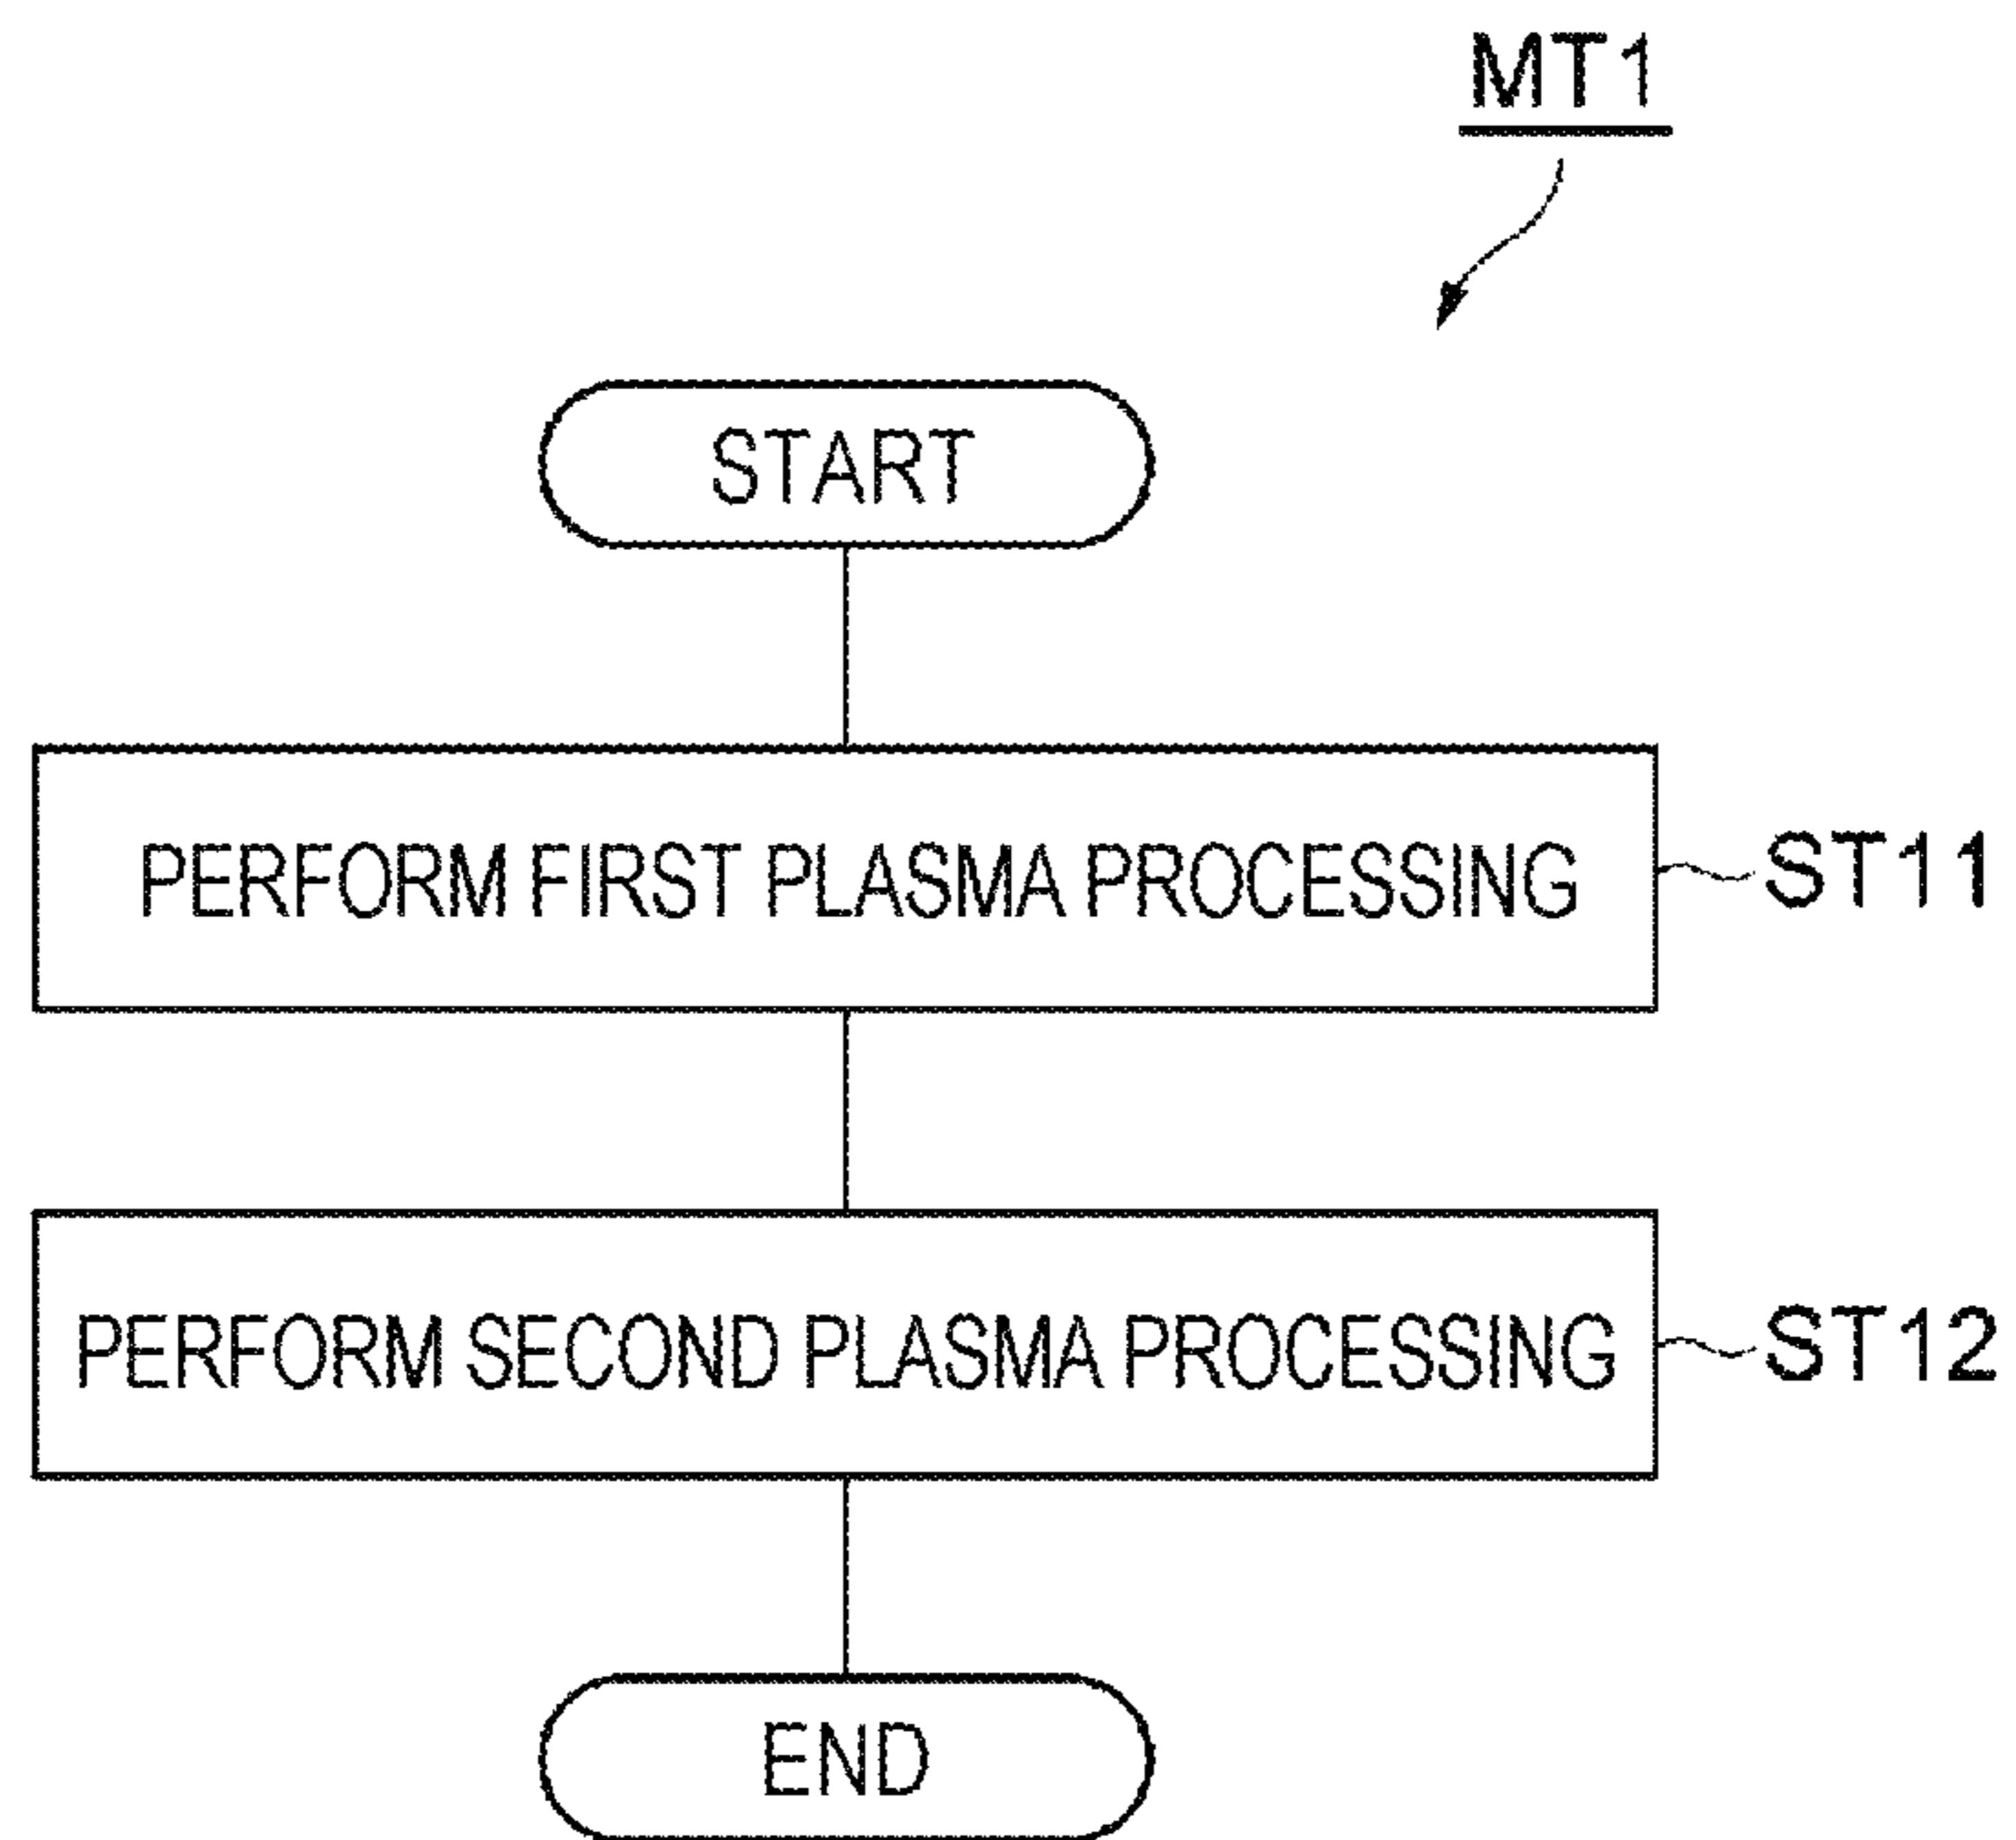 MT1
START
PERFORM FIRST PLASMA PROCESSING
ST11
PERFORM SECOND PLASMA PROCESSING
ST12
END